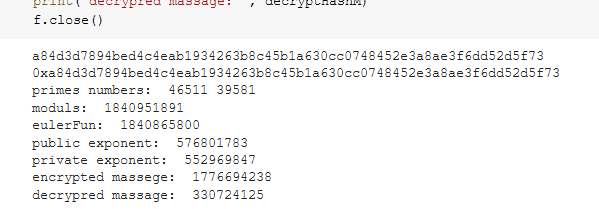 print("decrypred massage: ", decryptHashM)
f.close()
a84d3d7894bed4c4eab1934263b8c45b1a630cc0748452e3a8ae3f6dd52d5f73
0xa84d3d7894bed4c4eab1934263b8c45b1a630cc0748452e3a8ae3f6dd52d5f73
primes numbers:  46511 39581
moduls:  1840951891
eulerFun:  1840865800
public exponent:  576801783
private exponent:  552969847
encrypted massege:  1776694238
decrypred massage:  330724125